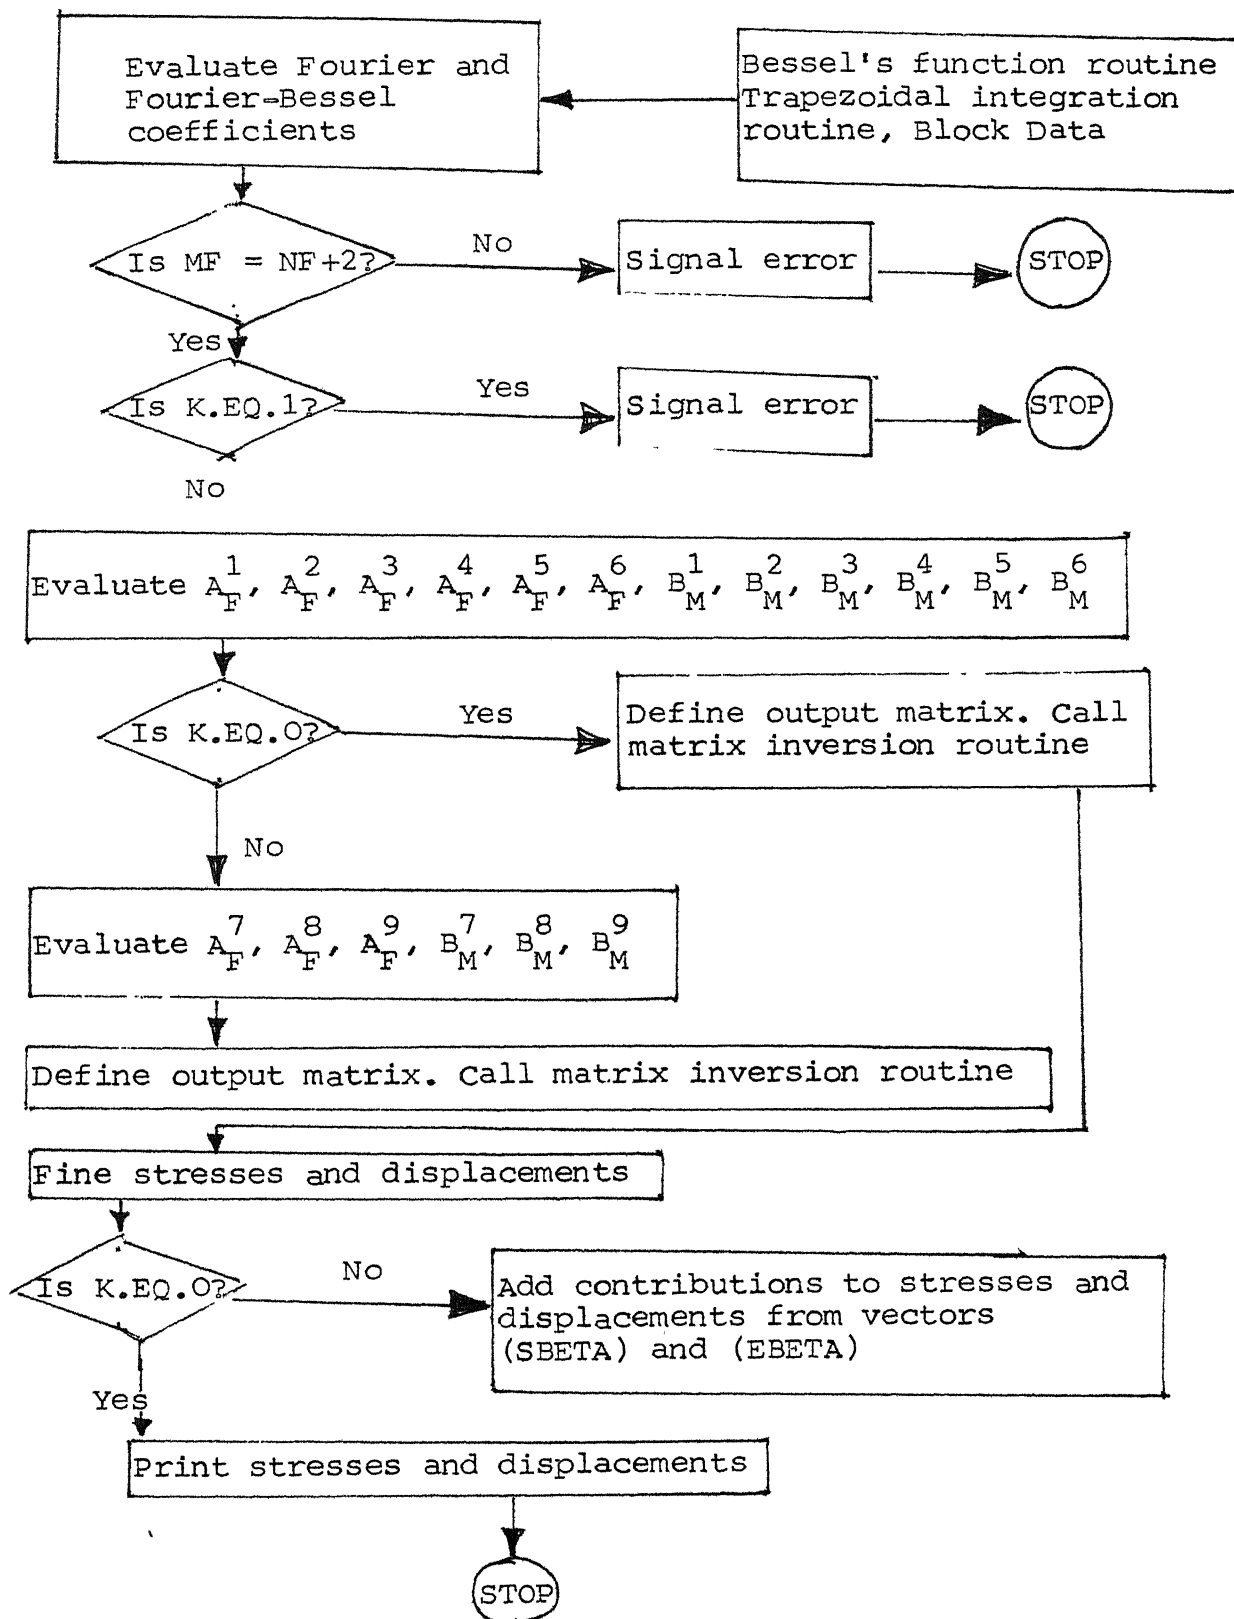 Evaluate Fourier and
Fourier-Bessel
coefficients
Bessel's function routine
Trapezoidal integration
routine, Block Data
Is MF = NF+2?
No
Signal error
STOP
Yes
Is K.EQ.1?
Yes
Signal error
STOP
No
Evaluate A_F^1, A_F^2, A_F^3, A_F^4, A_F^5, A_F^6, B_M^1, B_M^2, B_M^3, B_M^4, B_M^5, B_M^6
Is K.EQ.O?
Yes
Define output matrix. Call
matrix inversion routine
No
Evaluate A_F^7, A_F^8, A_F^9, B_M^7, B_M^8, B_M^9
Define output matrix. Call matrix inversion routine
Fine stresses and displacements
Is K.EQ.O?
No
Add contributions to stresses and
displacements from vectors
(SBETA) and (EBETA)
Yes
Print stresses and displacements
STOP